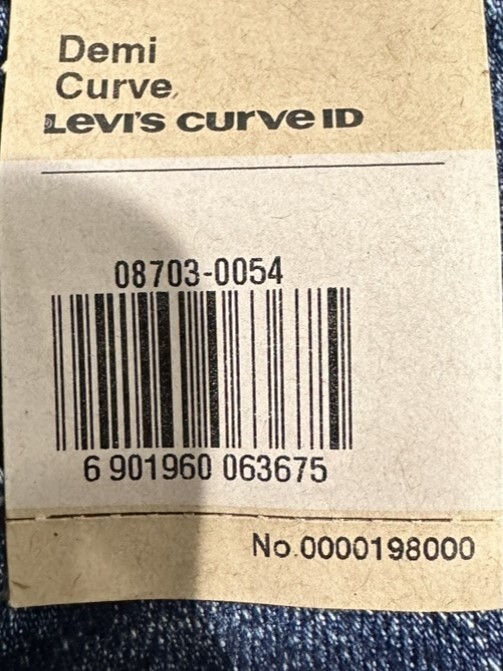 Demi
Curve
Levi's Curve ID
08703-0054
6 901960 063675
No.0000198000